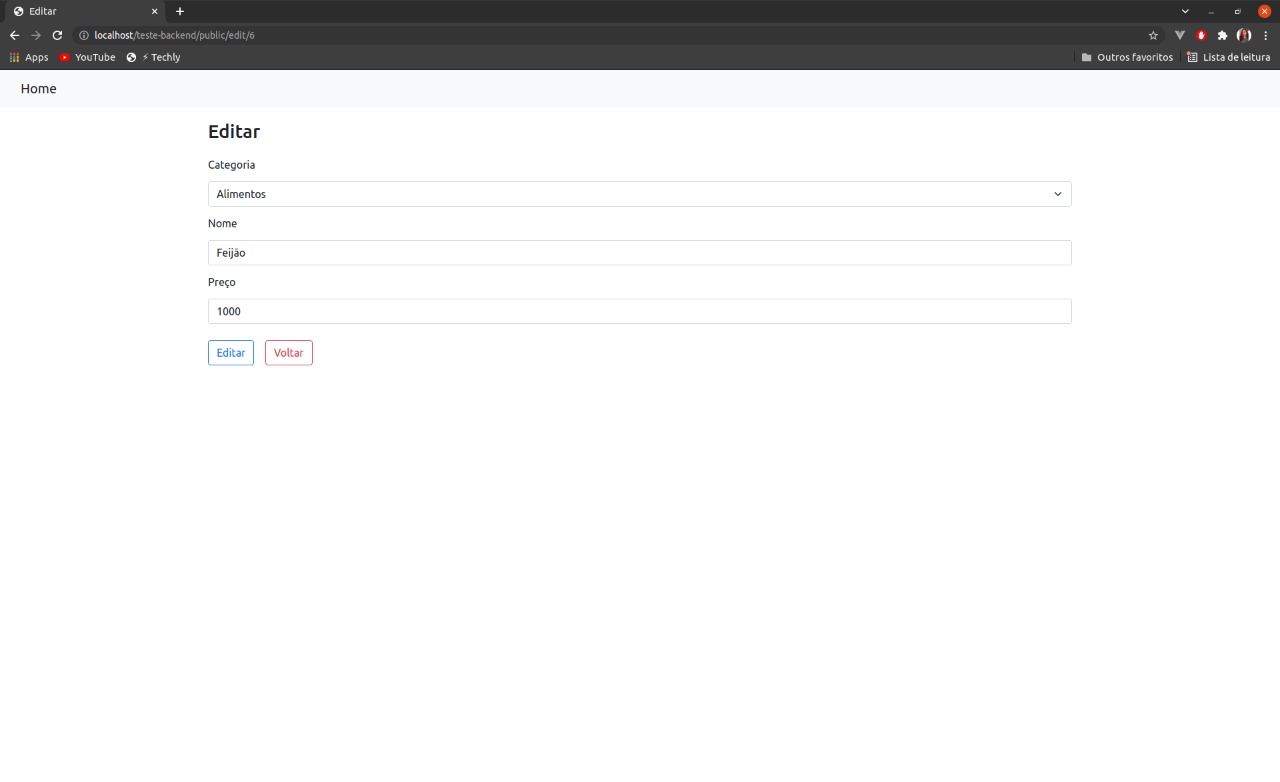 Editar
localhost/teste-backend/public/edit/6
Apps YouTube ⚡ Techly Outros favoritos Lista de leitura
Home
Editar
Categoria
Alimentos
Nome
Feijão
Preço
1000
Editar Voltar